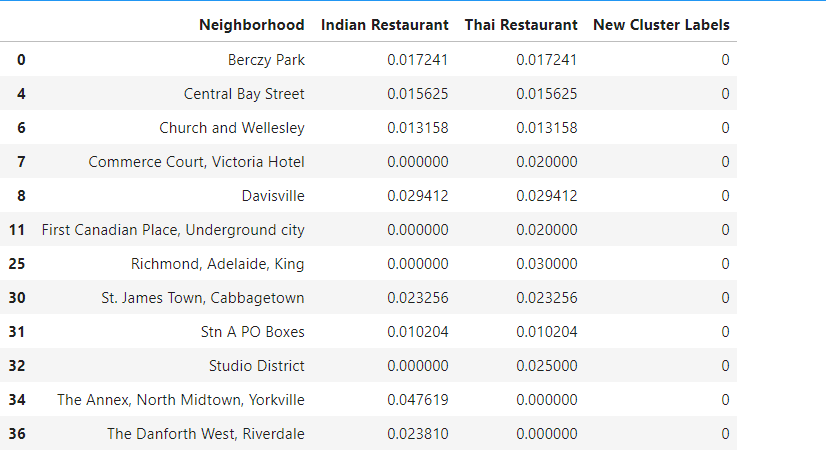 Neighborhood Indian Restaurant Thai Restaurant New Cluster Labels
0 Berczy Park 0.017241 0.017241 0
4 Central Bay Street 0.015625 0.015625 0
6 Church and Wellesley 0.013158 0.013158 0
7 Commerce Court, Victoria Hotel 0.000000 0.020000 0
8 Davisville 0.029412 0.029412 0
11 First Canadian Place, Underground city 0.000000 0.020000 0
25 Richmond, Adelaide, King 0.000000 0.030000 0
30 St. James Town, Cabbagetown 0.023256 0.023256 0
31 Stn A PO Boxes 0.010204 0.010204 0
32 Studio District 0.000000 0.025000 0
34 The Annex, North Midtown, Yorkville 0.047619 0.000000 0
36 The Danforth West, Riverdale 0.023810 0.000000 0